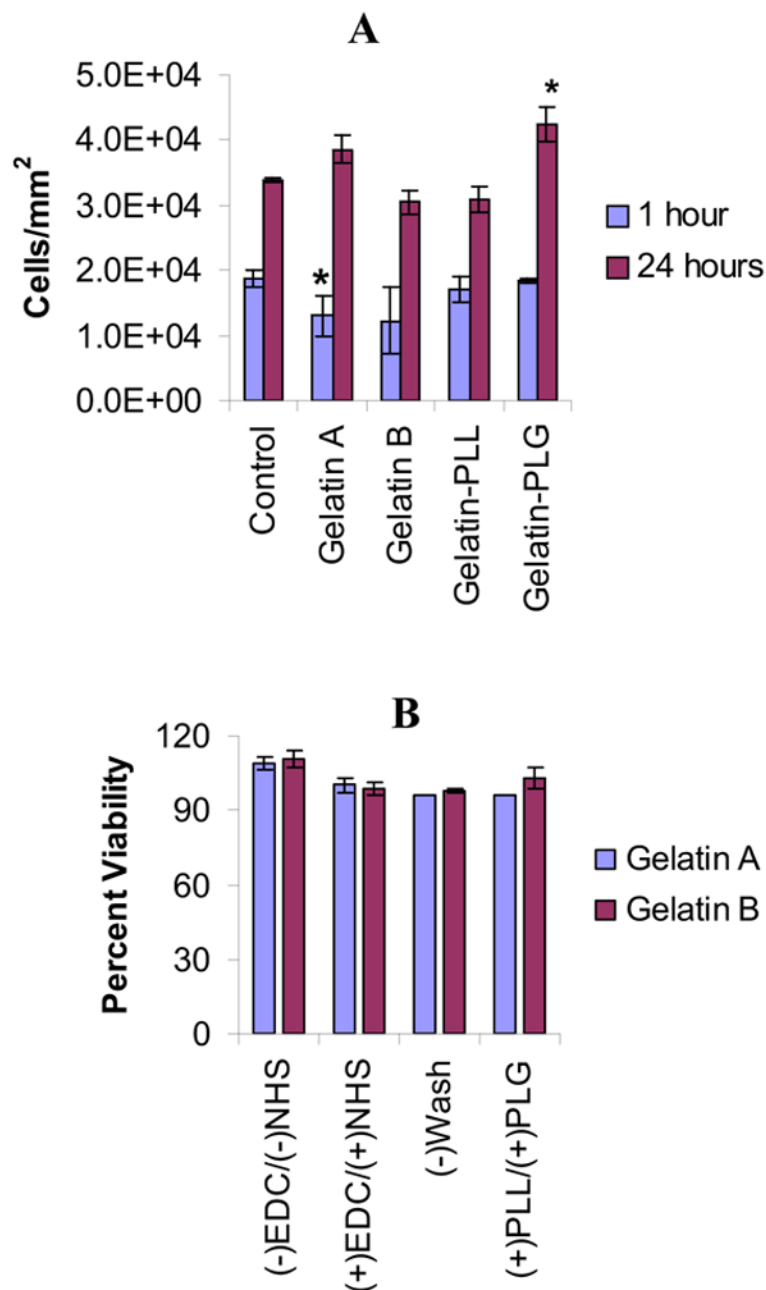 A
5.0E+04
4.0E+04
3.0E+04
2.0E+04
1.0E+04
0.0E+00
Cells/mm²
*
*
1 hour
24 hours
Control
Gelatin A
Gelatin B
Gelatin-PLL
Gelatin-PLG
B
120
90
60
30
0
Percent Viability
Gelatin A
Gelatin B
(-)EDC/(-)NHS
(+)EDC/(+)NHS
(-)Wash
(+)PLL/(+)PLG